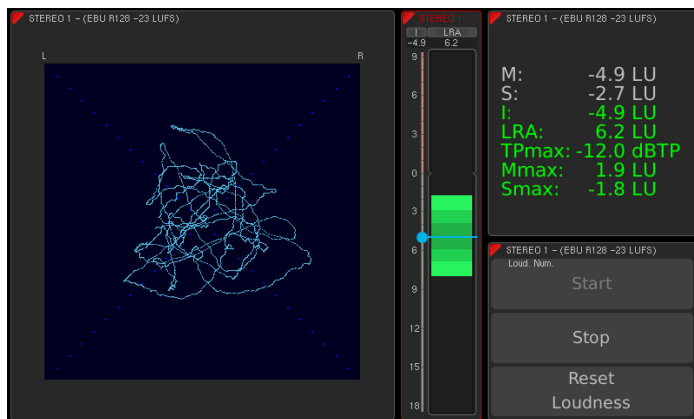 STEREO 1 - (EBU R128 -23 LUFS)
L
R
STEREO 1
I
LRA
-4.9
6.2
9
6
3
0
3
6
9
12
15
18
STEREO 1 - (EBU R128 -23 LUFS)
M: -4.9 LU
S: -2.7 LU
I: -4.9 LU
LRA: 6.2 LU
TPmax: -12.0 dBTP
Mmax: 1.9 LU
Smax: -1.8 LU
STEREO 1 - (EBU R128 -23 LUFS)
Loud. Num.
Start
Stop
Reset
Loudness